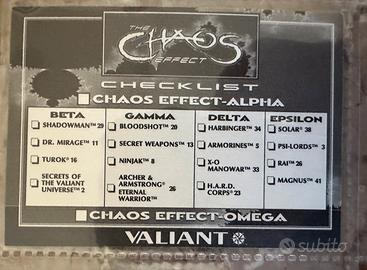 THE
CHAOS
EFFECT
CHECKLIST
CHAOS EFFECT-ALPHA
BETA
SHADOWMAN™ 29
DR. MIRAGE™ 11
TUROK™ 16
SECRETS OF
THE VALIANT
UNIVERSE™ 2
GAMMA
BLOODSHOT™ 20
SECRET WEAPONS™ 13
NINJAK™ 8
ARCHER &
ARMSTRONG™/ 26
ETERNAL
WARRIOR™
DELTA
HARBINGER™ 34
ARMORINES™ 5
X-O
MANOWAR™ 33
H.A.R.D.
CORPS™ 23
EPSILON
SOLAR™ 38
PSI-LORDS™ 3
RAI™ 26
MAGNUS™ 41
CHAOS EFFECT-OMEGA
VALIANT
subito